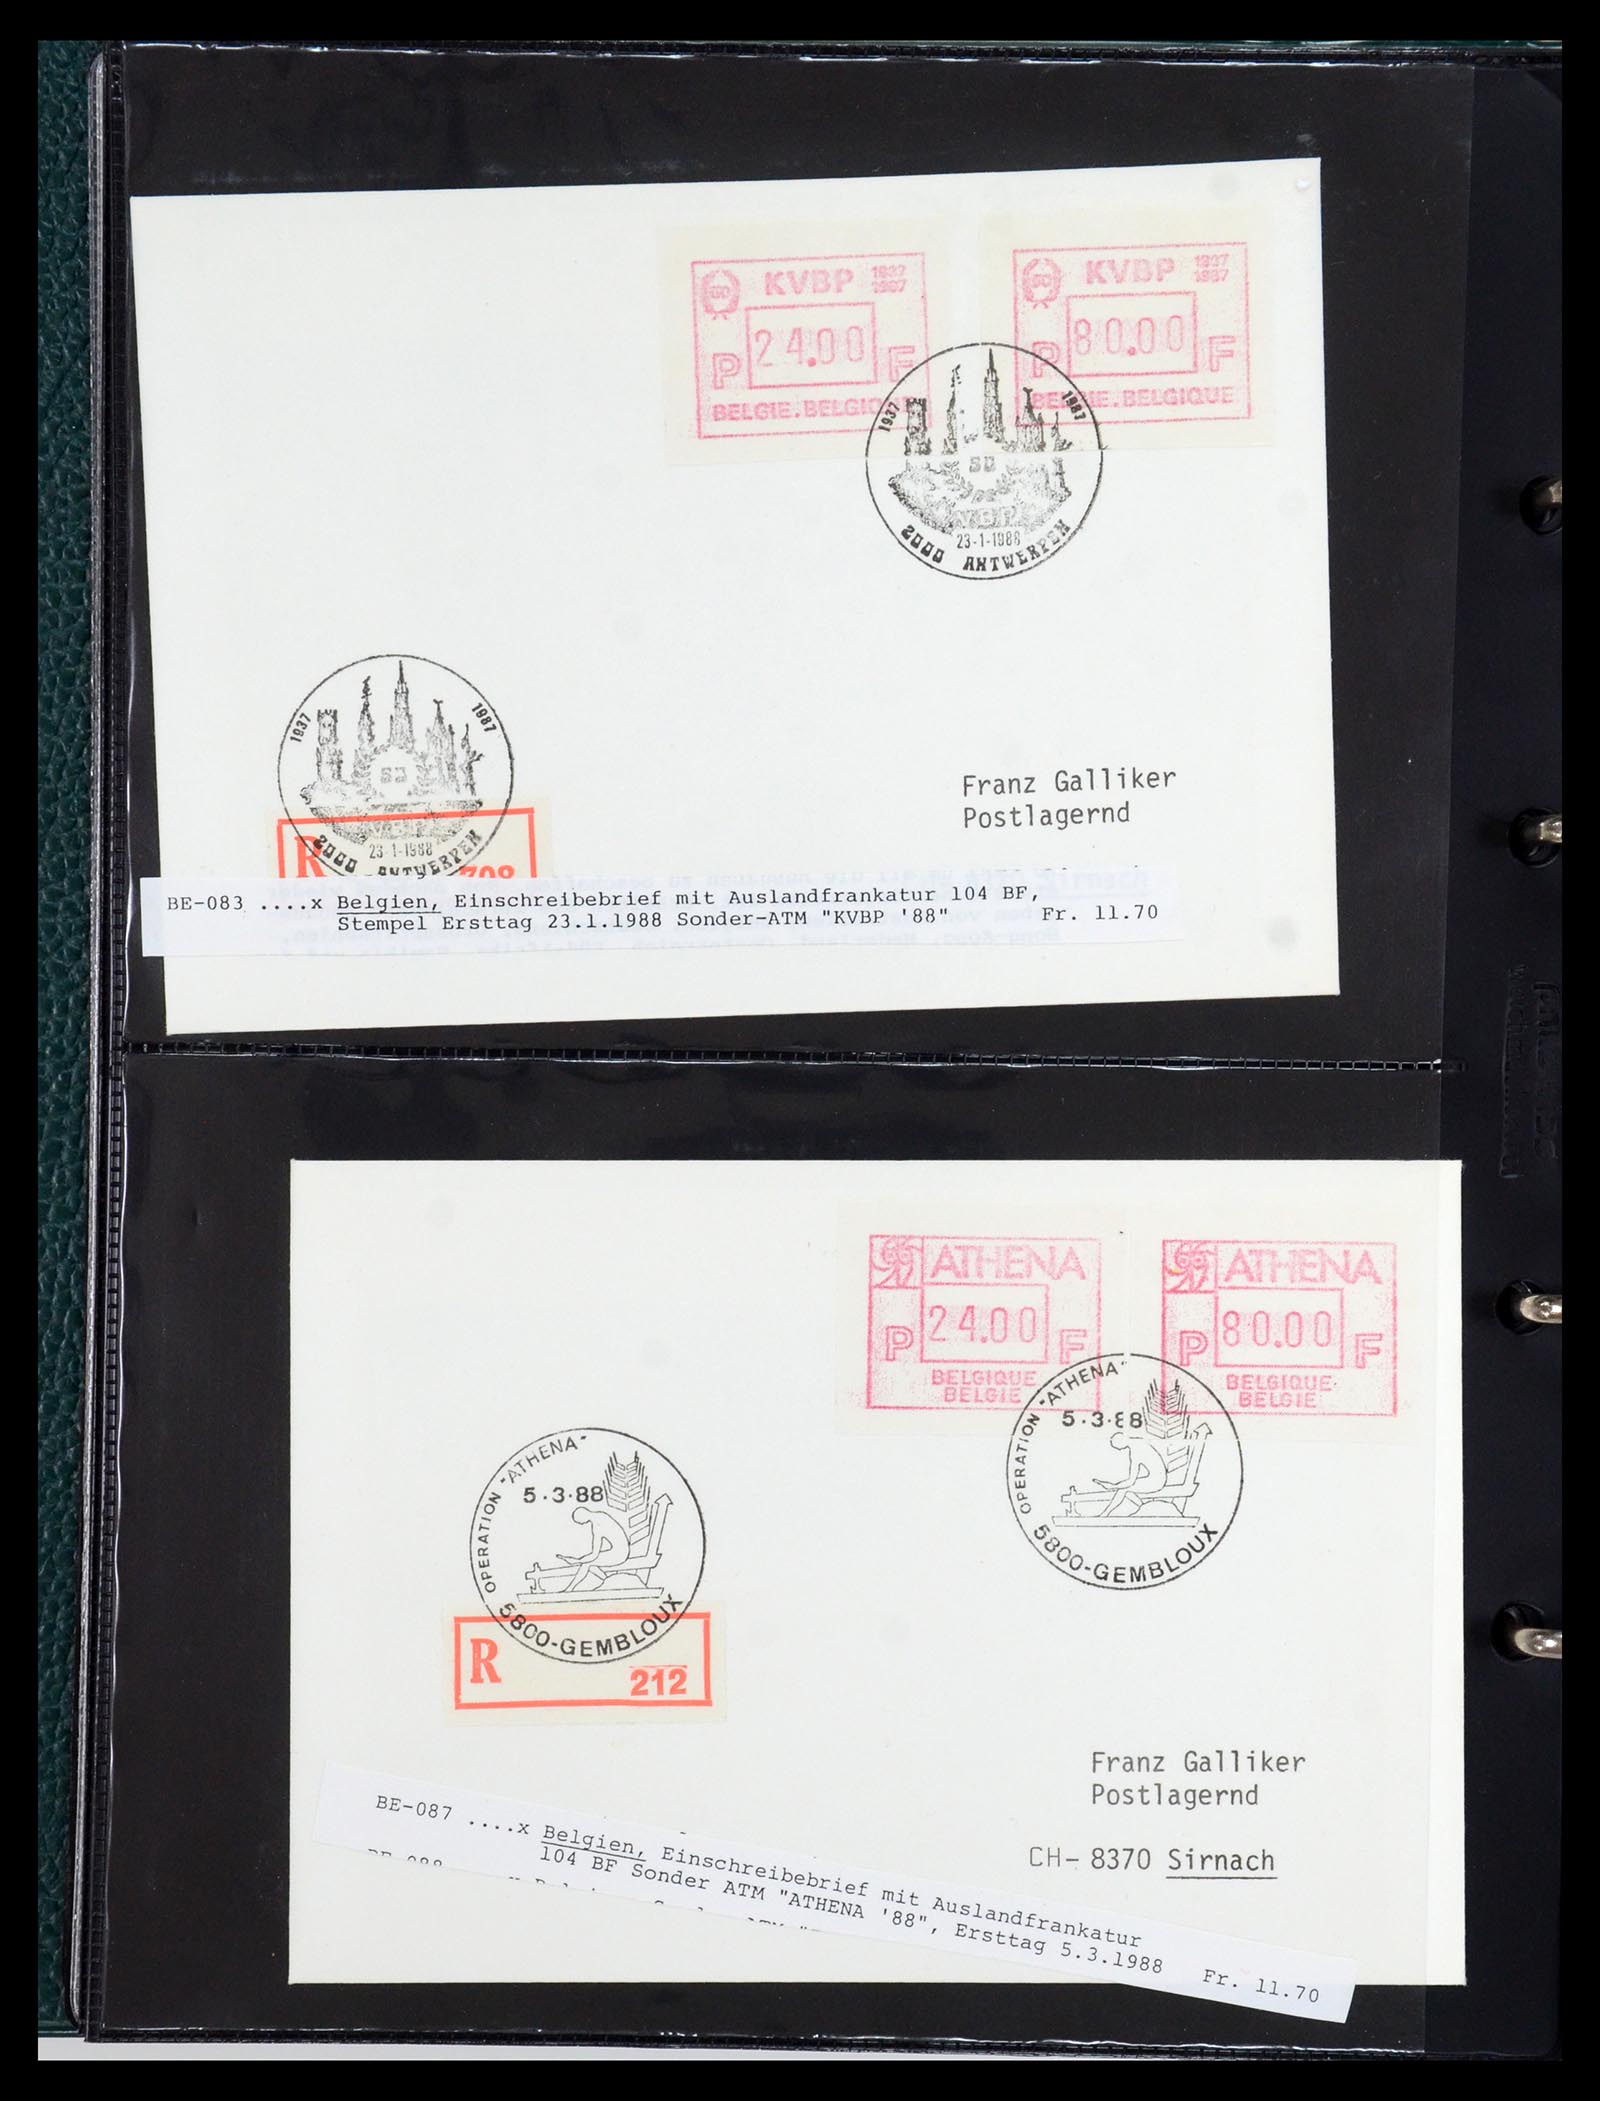 KVBP 1937 1987
50
24.00
P F
BELGIE.BELGIQUE
KVBP 1937 1987
50
80.00
P F
BELGIE.BELGIQUE
1937 1987
50
23-1-1988
2000 ANTWERPEN
1937 1987
23-1-1988
2000 ANTWERPEN
R 708
Franz Galliker
Postlagernd
Sirnach
BE-083 ....x Belgien, Einschreibebrief mit Auslandfrankatur 104 BF,
Stempel Ersttag 23.1.1988 Sonder-ATM "KVBP '88" Fr. 11.70
ATHENA
24.00
P F
BELGIQUE
BELGIE
ATHENA
80.00
P F
BELGIQUE
BELGIE
OPERATION "ATHENA"
5.3.88
5800-GEMBLOUX
OPERATION "ATHENA"
5.3.88
5800-GEMBLOUX
R 212
Franz Galliker
Postlagernd
CH- 8370 Sirnach
BE-087 ....x Belgien, Einschreibebrief mit Auslandfrankatur
104 BF Sonder ATM "ATHENA '88", Ersttag 5.3.1988 Fr. 11.70